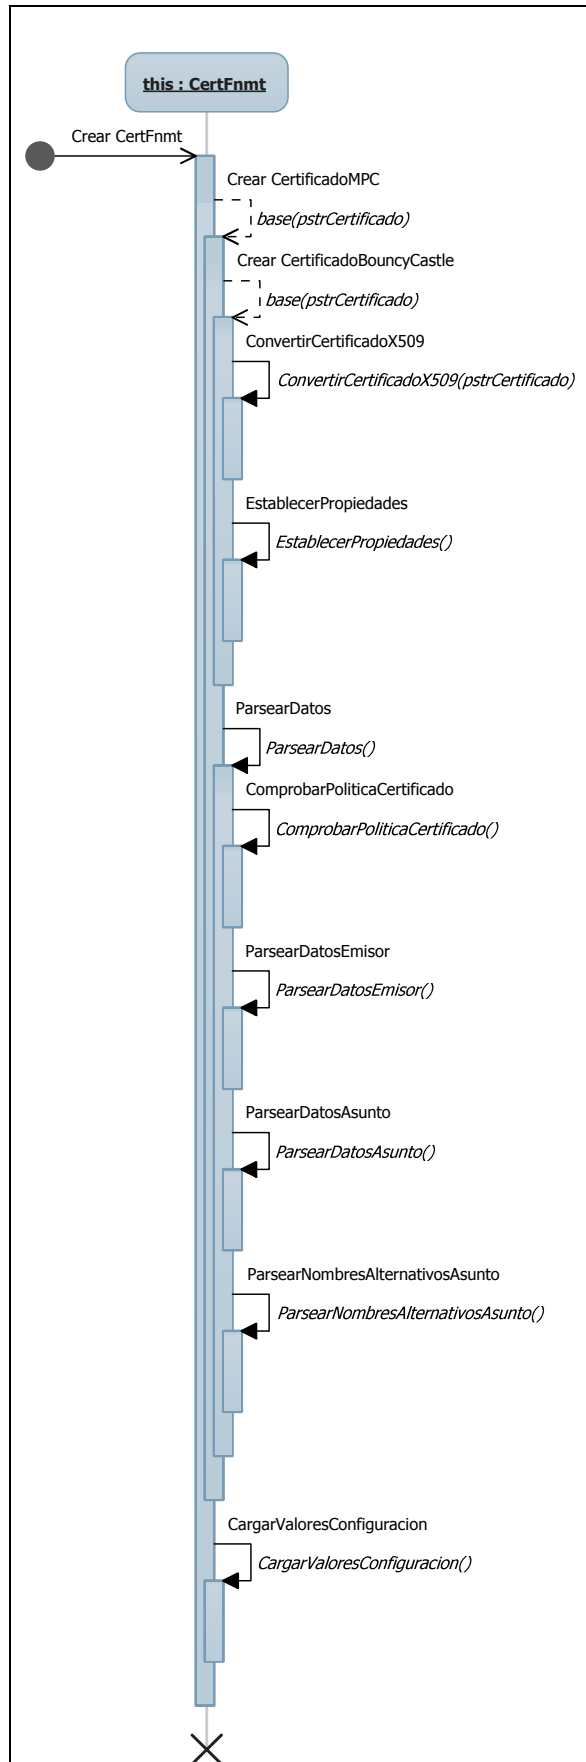 this : CertFnmt
Crear CertFnmt
Crear CertificadoMPC
base(pstrCertificado)
Crear CertificadoBouncyCastle
base(pstrCertificado)
ConvertirCertificadoX509
ConvertirCertificadoX509(pstrCertificado)
EstablecerPropiedades
EstablecerPropiedades()
ParsearDatos
ParsearDatos()
ComprobarPoliticaCertificado
ComprobarPoliticaCertificado()
ParsearDatosEmisor
ParsearDatosEmisor()
ParsearDatosAsunto
ParsearDatosAsunto()
ParsearNombresAlternativosAsunto
ParsearNombresAlternativosAsunto()
CargarValoresConfiguracion
CargarValoresConfiguracion()